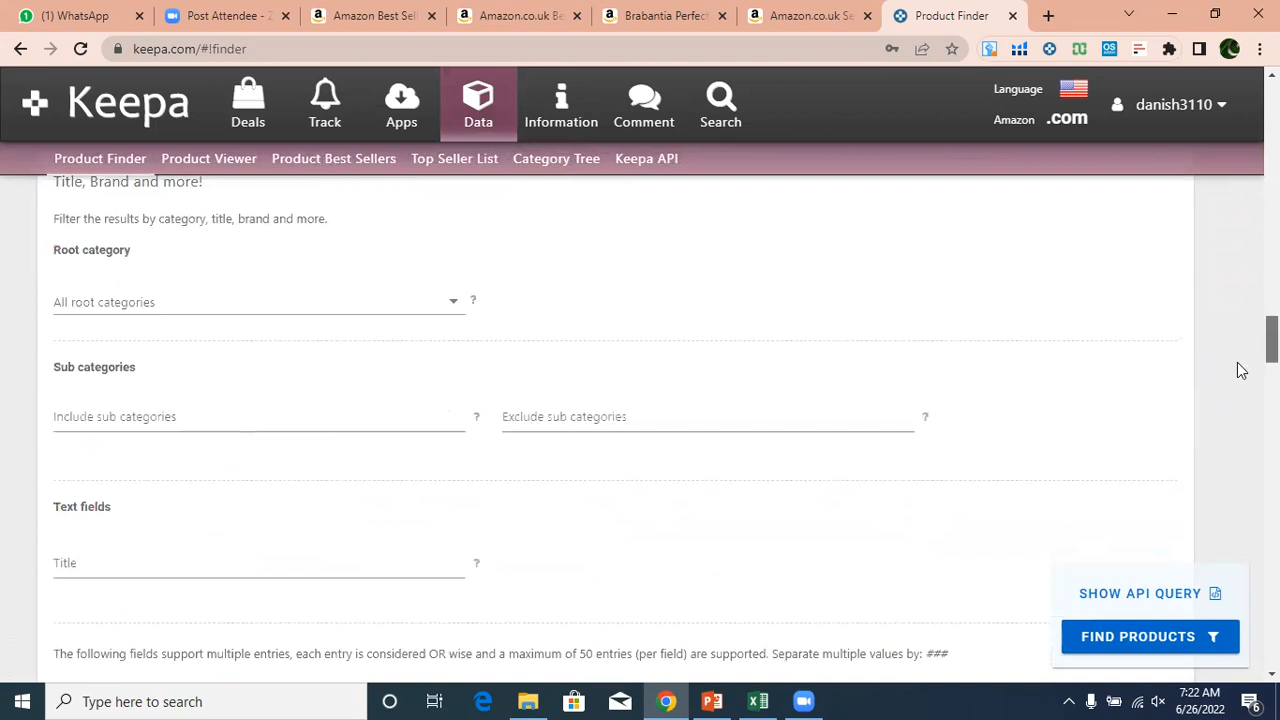 (1) WhatsApp
Post Attendee - Z
Amazon Best Sell
Amazon.co.uk Be
Brabantia Perfect
Amazon.co.uk Se
Product Finder
keepa.com/#!finder
Keepa
Deals
Track
Apps
Data
Information
Comment
Search
Language
Amazon .com
danish3110
Product Finder
Product Viewer
Product Best Sellers
Top Seller List
Category Tree
Keepa API
Title, Brand and more!
Filter the results by category, title, brand and more.
Root category
All root categories ?
Sub categories
Include sub categories ? Exclude sub categories ?
Text fields
Title ?
SHOW API QUERY
FIND PRODUCTS
The following fields support multiple entries, each entry is considered OR wise and a maximum of 50 entries (per field) are supported. Separate multiple values by: ###
Type here to search
7:22 AM
6/26/2022
6